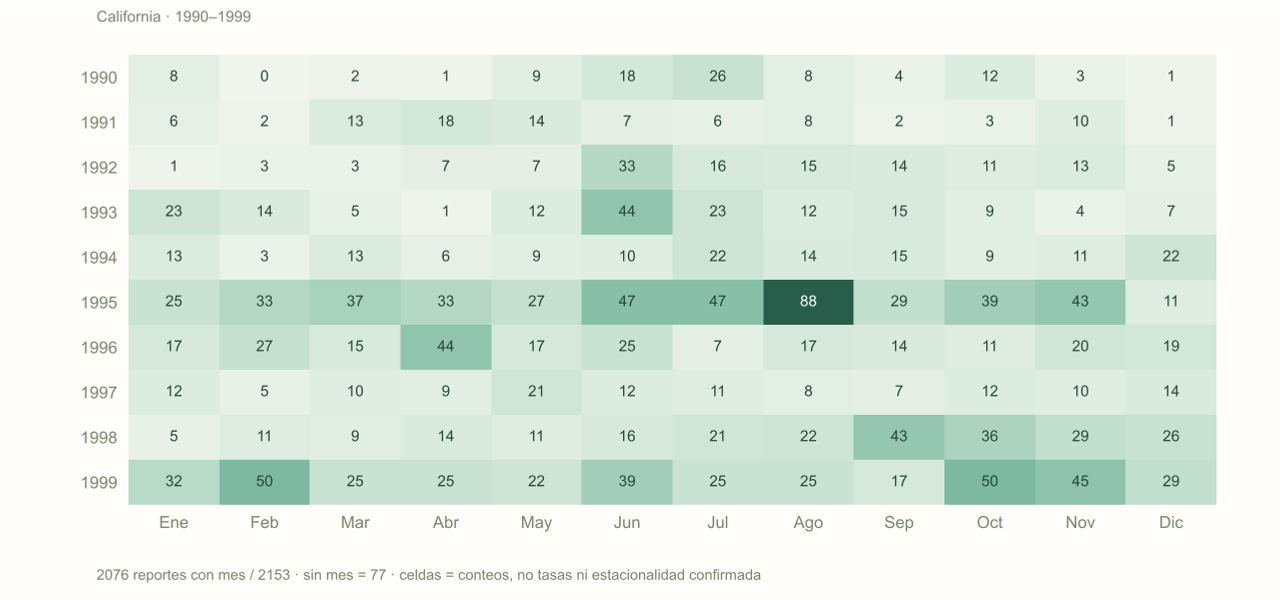 California · 1990–1999
1990 8 0 2 1 9 18 26 8 4 12 3 1
1991 6 2 13 18 14 7 6 8 2 3 10 1
1992 1 3 3 7 7 33 16 15 14 11 13 5
1993 23 14 5 1 12 44 23 12 15 9 4 7
1994 13 3 13 6 9 10 22 14 15 9 11 22
1995 25 33 37 33 27 47 47 88 29 39 43 11
1996 17 27 15 44 17 25 7 17 14 11 20 19
1997 12 5 10 9 21 12 11 8 7 12 10 14
1998 5 11 9 14 11 16 21 22 43 36 29 26
1999 32 50 25 25 22 39 25 25 17 50 45 29
Ene Feb Mar Abr May Jun Jul Ago Sep Oct Nov Dic
2076 reportes con mes / 2153 · sin mes = 77 · celdas = conteos, no tasas ni estacionalidad confirmada